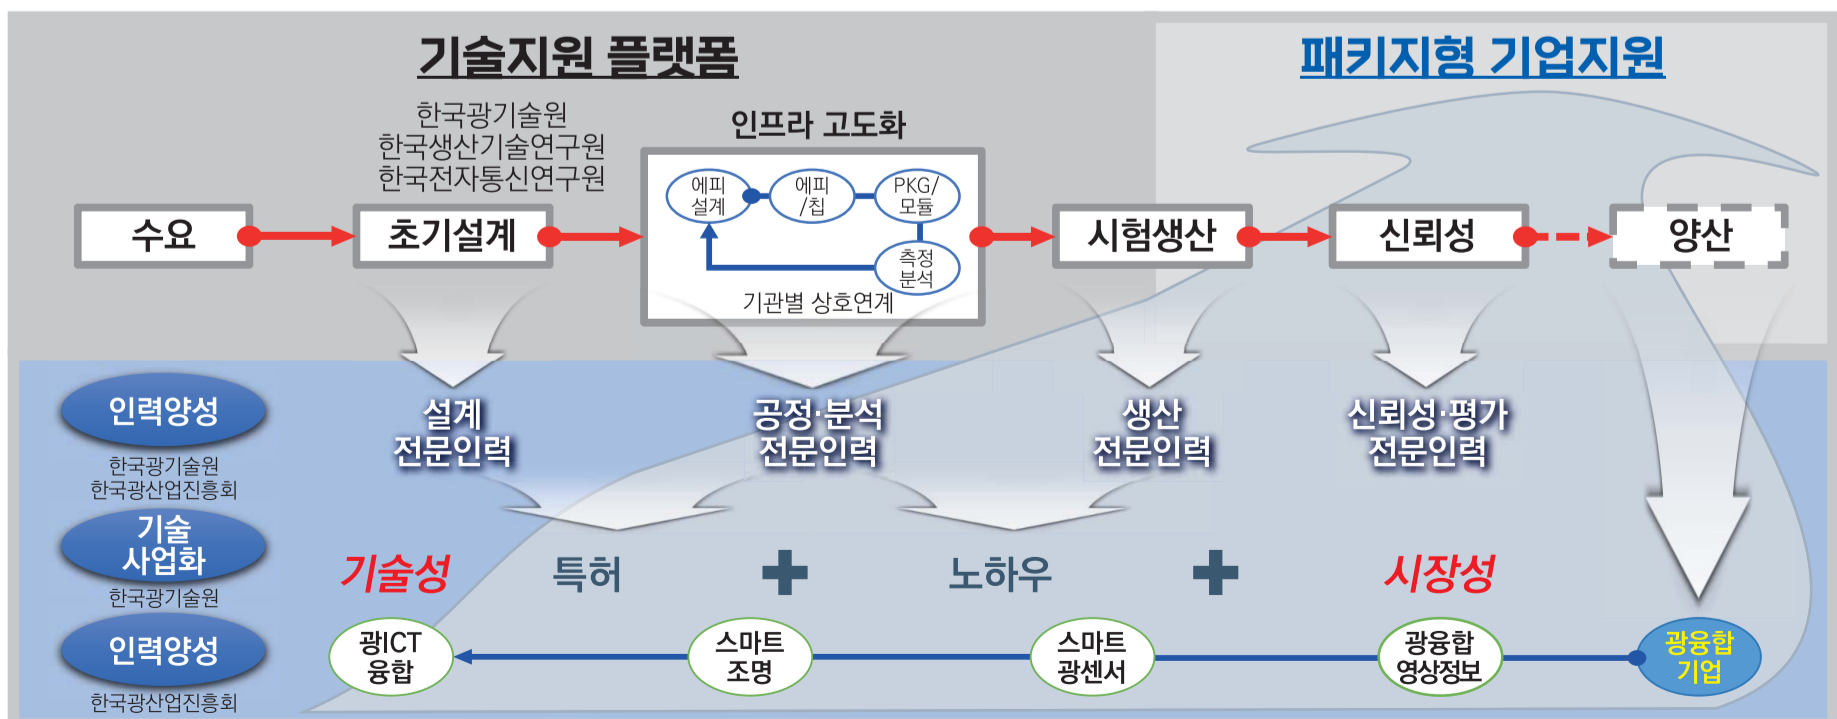 기술지원 플랫폼
패키지형 기업지원
한국광기술원
한국생산기술연구원
한국전자통신연구원
인프라 고도화
에피
설계
에피
/칩
PKG/
모듈
측정
분석
기관별 상호연계
수요
초기설계
시험생산
신뢰성
양산
인력양성
한국광기술원
한국광산업진흥회
설계
전문인력
공정·분석
전문인력
생산
전문인력
신뢰성·평가
전문인력
기술
사업화
한국광기술원
기술성
특허
+
노하우
+
시장성
인력양성
한국광산업진흥회
광ICT
융합
스마트
조명
스마트
광센서
광융합
영상정보
광융합
기업